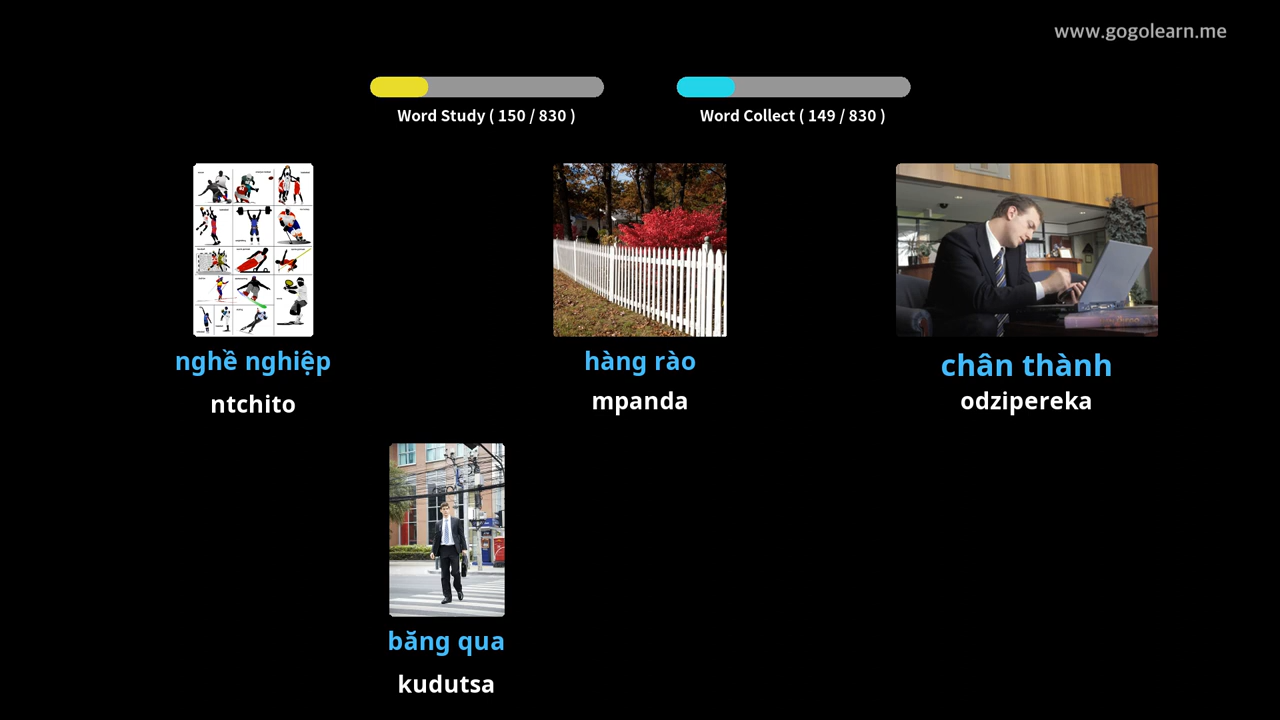 www.gogolearn.me
Word Study ( 150 / 830 )
Word Collect ( 149 / 830 )
nghề nghiệp
ntchito
hàng rào
mpanda
chân thành
odzipereka
băng qua
kudutsa